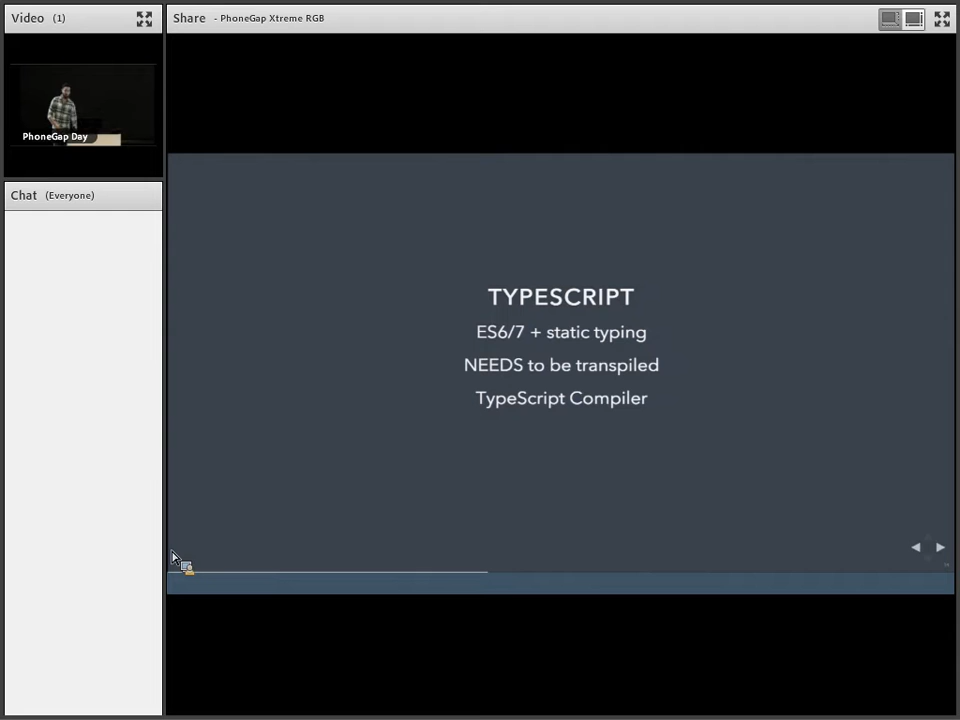 Video (1)
Share - PhoneGap Xtreme RGB
PhoneGap Day
Chat (Everyone)
TYPESCRIPT
ES6/7 + static typing
NEEDS to be transpiled
TypeScript Compiler